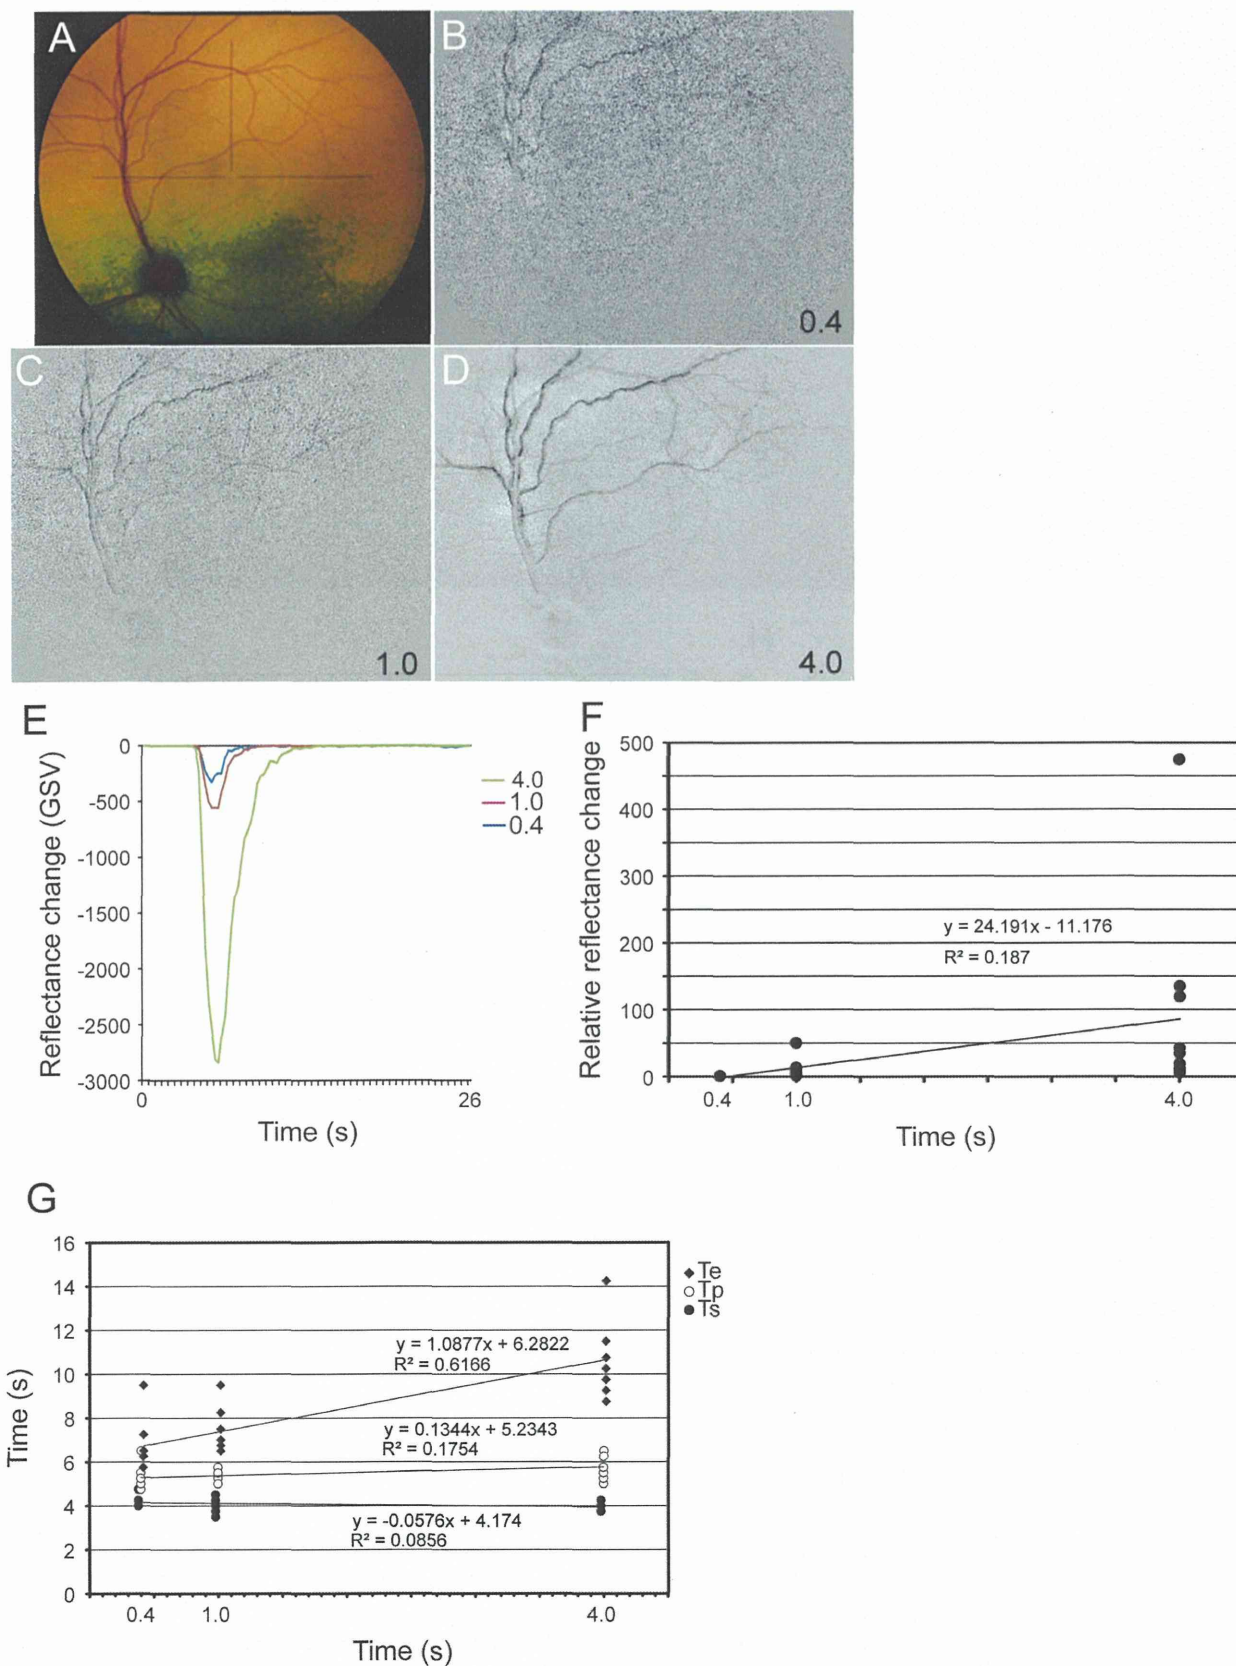 A
B
0.4
C
1.0
D
4.0
E
Reflectance change (GSV)
0
-500
-1000
-1500
-2000
-2500
-3000
0
26
Time (s)
4.0
1.0
0.4
F
Relative reflectance change
500
400
300
200
100
0
y = 24.191x - 11.176
R² = 0.187
0.4
1.0
4.0
Time (s)
G
Time (s)
16
14
12
10
8
6
4
2
0
y = 1.0877x + 6.2822
R² = 0.6166
y = 0.1344x + 5.2343
R² = 0.1754
y = -0.0576x + 4.174
R² = 0.0856
Te
Tp
Ts
0.4
1.0
4.0
Time (s)